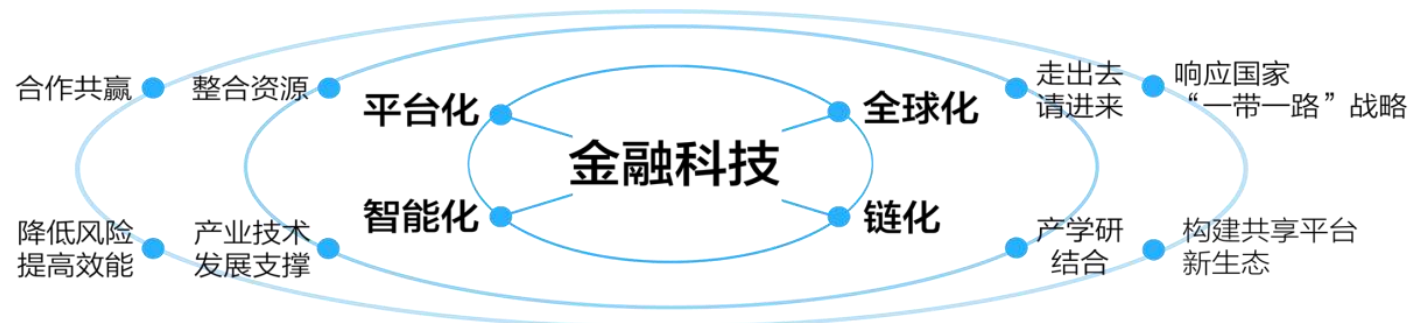 合作共赢
整合资源
平台化
全球化
走出去
请进来
响应国家
“一带一路”战略
金融科技
降低风险
提高效能
产业技术
发展支撑
智能化
链化
产学研
结合
构建共享平台
新生态